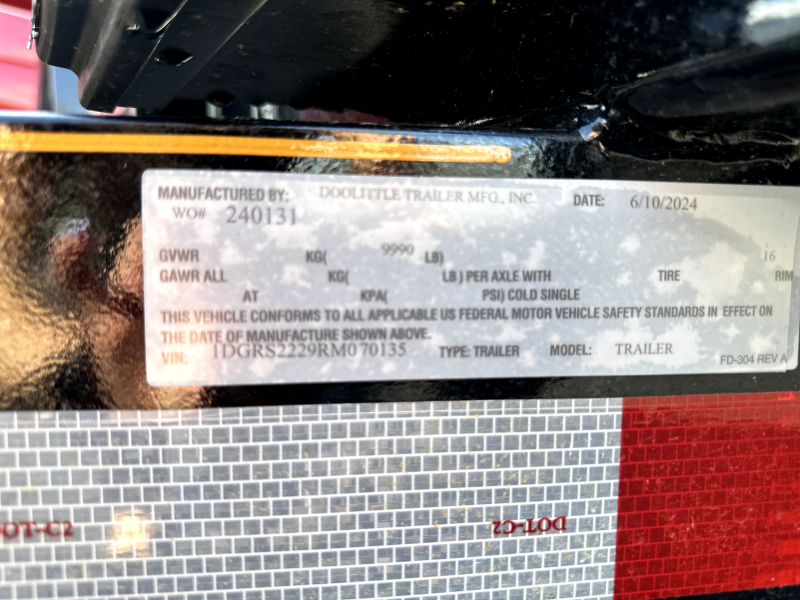 MANUFACTURED BY: DOOLITTLE TRAILER MFG., INC. DATE: 6/10/2024
WO# 240131
GVWR KG( 9990 LB) 16
GAWR ALL KG( LB) PER AXLE WITH TIRE RIM
AT KPA( PSI) COLD SINGLE
THIS VEHICLE CONFORMS TO ALL APPLICABLE US FEDERAL MOTOR VEHICLE SAFETY STANDARDS IN EFFECT ON
THE DATE OF MANUFACTURE SHOWN ABOVE.
VIN: 1DGRS2229RM070135 TYPE: TRAILER MODEL: TRAILER
FD-304 REV A
DOT-C2 DOT-C2